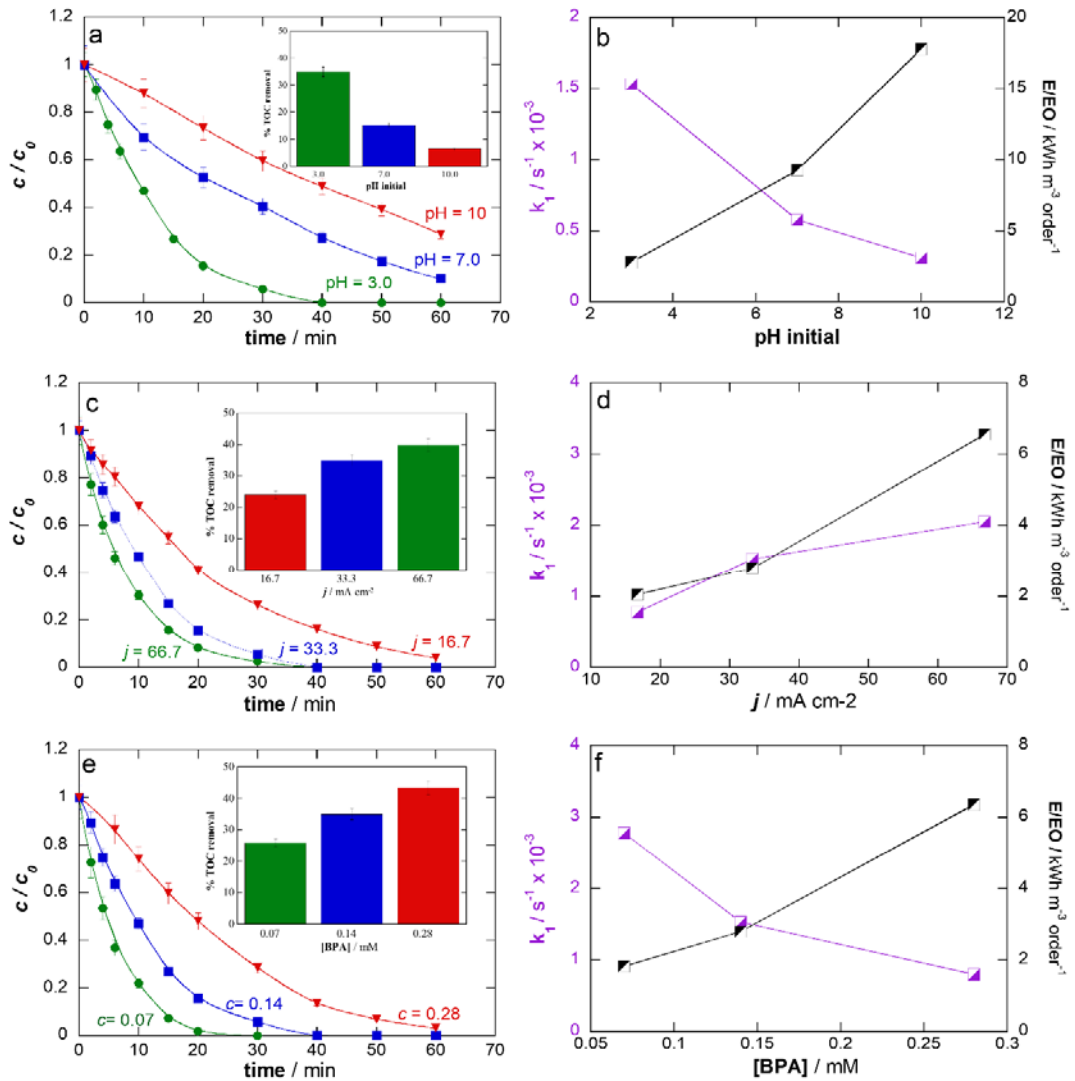 a
1.2
1
0.8
0.6
0.4
0.2
0
c / c0
0 10 20 30 40 50 60 70
time / min
pH = 10
pH = 7.0
pH = 3.0
50
40
30
20
10
0
% TOC removal
3.0 7.0 10.0
pH initial
b
2
1.5
1
0.5
0
k1 / s-1 x 10-3
20
15
10
5
0
E/EO / kWh m-3 order-1
2 4 6 8 10 12
pH initial
c
1.2
1
0.8
0.6
0.4
0.2
0
c / c0
0 10 20 30 40 50 60 70
time / min
j = 66.7
j = 33.3
j = 16.7
50
40
30
20
10
0
% TOC removal
16.7 33.3 66.7
j / mA cm-2
d
4
3
2
1
0
k1 / s-1 x 10-3
8
6
4
2
0
E/EO / kWh m-3 order-1
10 20 30 40 50 60 70
j / mA cm-2
e
1.2
1
0.8
0.6
0.4
0.2
0
c / c0
0 10 20 30 40 50 60 70
time / min
c= 0.07
c= 0.14
c = 0.28
50
40
30
20
10
0
% TOC removal
0.07 0.14 0.28
[BPA] / mM
f
4
3
2
1
0
k1 / s-1 x 10-3
8
6
4
2
0
E/EO / kWh m-3 order-1
0.05 0.1 0.15 0.2 0.25 0.3
[BPA] / mM